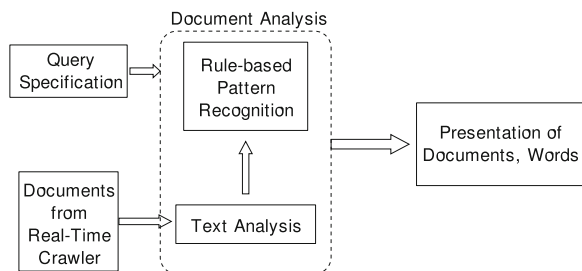 Document Analysis
Query
Specification
Rule-based
Pattern
Recognition
Presentation of
Documents, Words
Documents
from
Real-Time
Crawler
Text Analysis